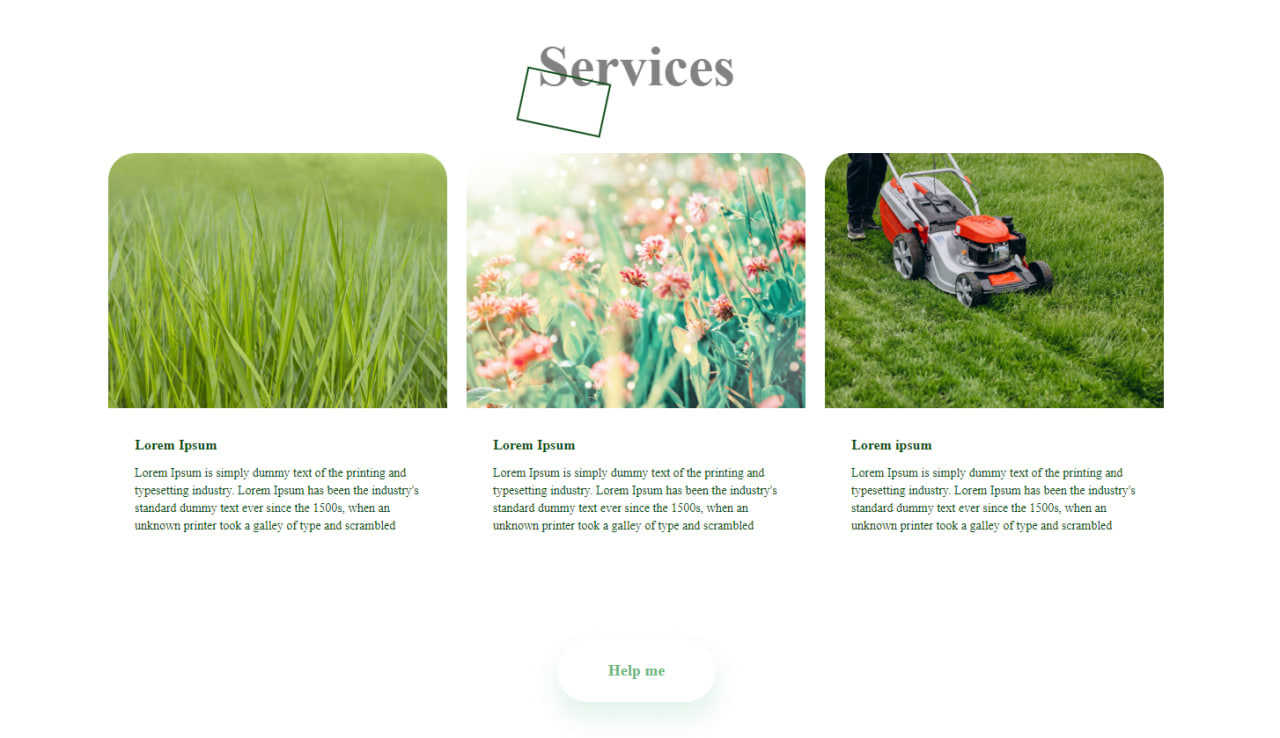 Services
Lorem Ipsum
Lorem Ipsum is simply dummy text of the printing and
typesetting industry. Lorem Ipsum has been the industry's
standard dummy text ever since the 1500s, when an
unknown printer took a galley of type and scrambled
Lorem Ipsum
Lorem Ipsum is simply dummy text of the printing and
typesetting industry. Lorem Ipsum has been the industry's
standard dummy text ever since the 1500s, when an
unknown printer took a galley of type and scrambled
Lorem ipsum
Lorem Ipsum is simply dummy text of the printing and
typesetting industry. Lorem Ipsum has been the industry's
standard dummy text ever since the 1500s, when an
unknown printer took a galley of type and scrambled
Help me